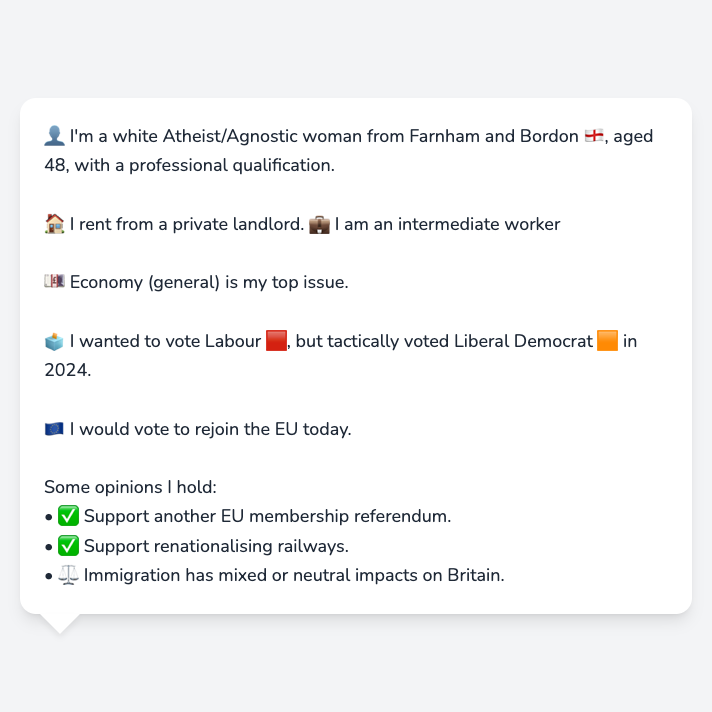 👤 I'm a white Atheist/Agnostic woman from Farnham and Bordon 🏴󠁧󠁢󠁥󠁮󠁧󠁿, aged
48, with a professional qualification.
🏠 I rent from a private landlord. 💼 I am an intermediate worker
💷 Economy (general) is my top issue.
🗳️ I wanted to vote Labour 🟥, but tactically voted Liberal Democrat 🟧 in
2024.
🇪🇺 I would vote to rejoin the EU today.
Some opinions I hold:
• ✅ Support another EU membership referendum.
• ✅ Support renationalising railways.
• ⚖️ Immigration has mixed or neutral impacts on Britain.